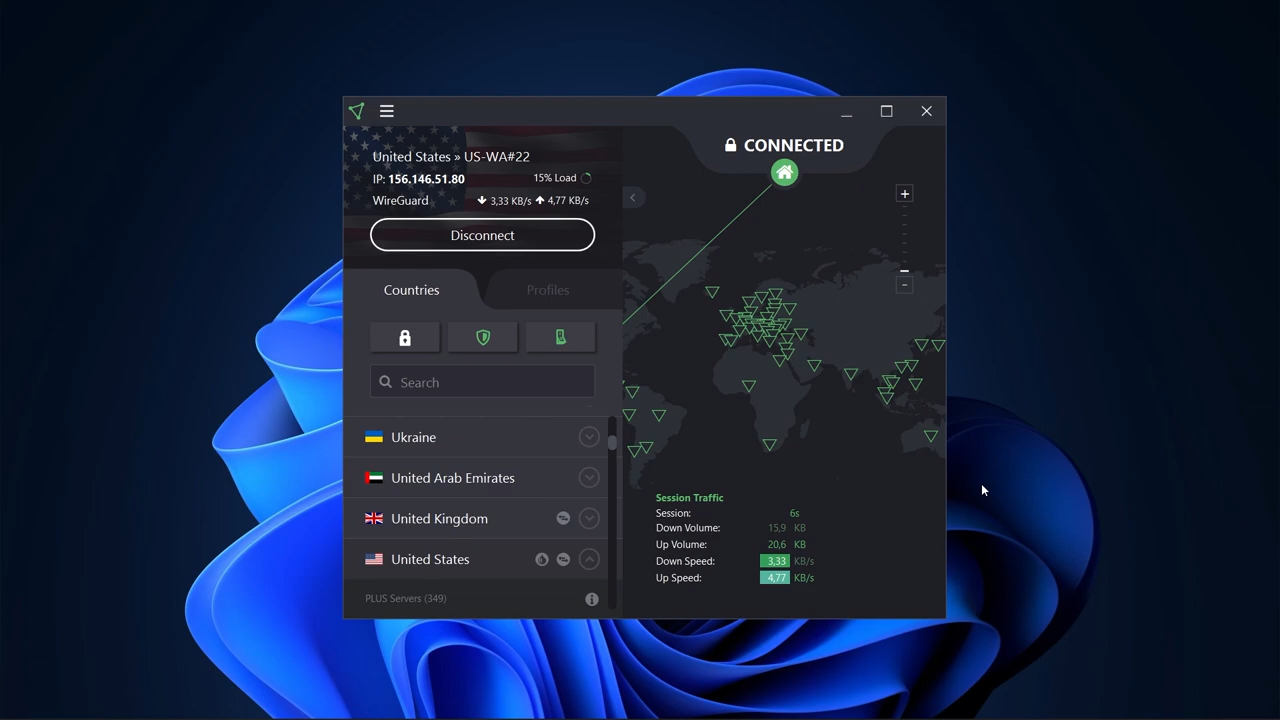 United States » US-WA#22
IP: 156.146.51.80
15% Load
WireGuard
3,33 KB/s
4,77 KB/s
Disconnect
Countries
Profiles
Search
Ukraine
United Arab Emirates
United Kingdom
United States
PLUS Servers (349)
CONNECTED
+
-
Session Traffic
Session: 6s
Down Volume: 15,9 KB
Up Volume: 20,6 KB
Down Speed: 3,33 KB/s
Up Speed: 4,77 KB/s